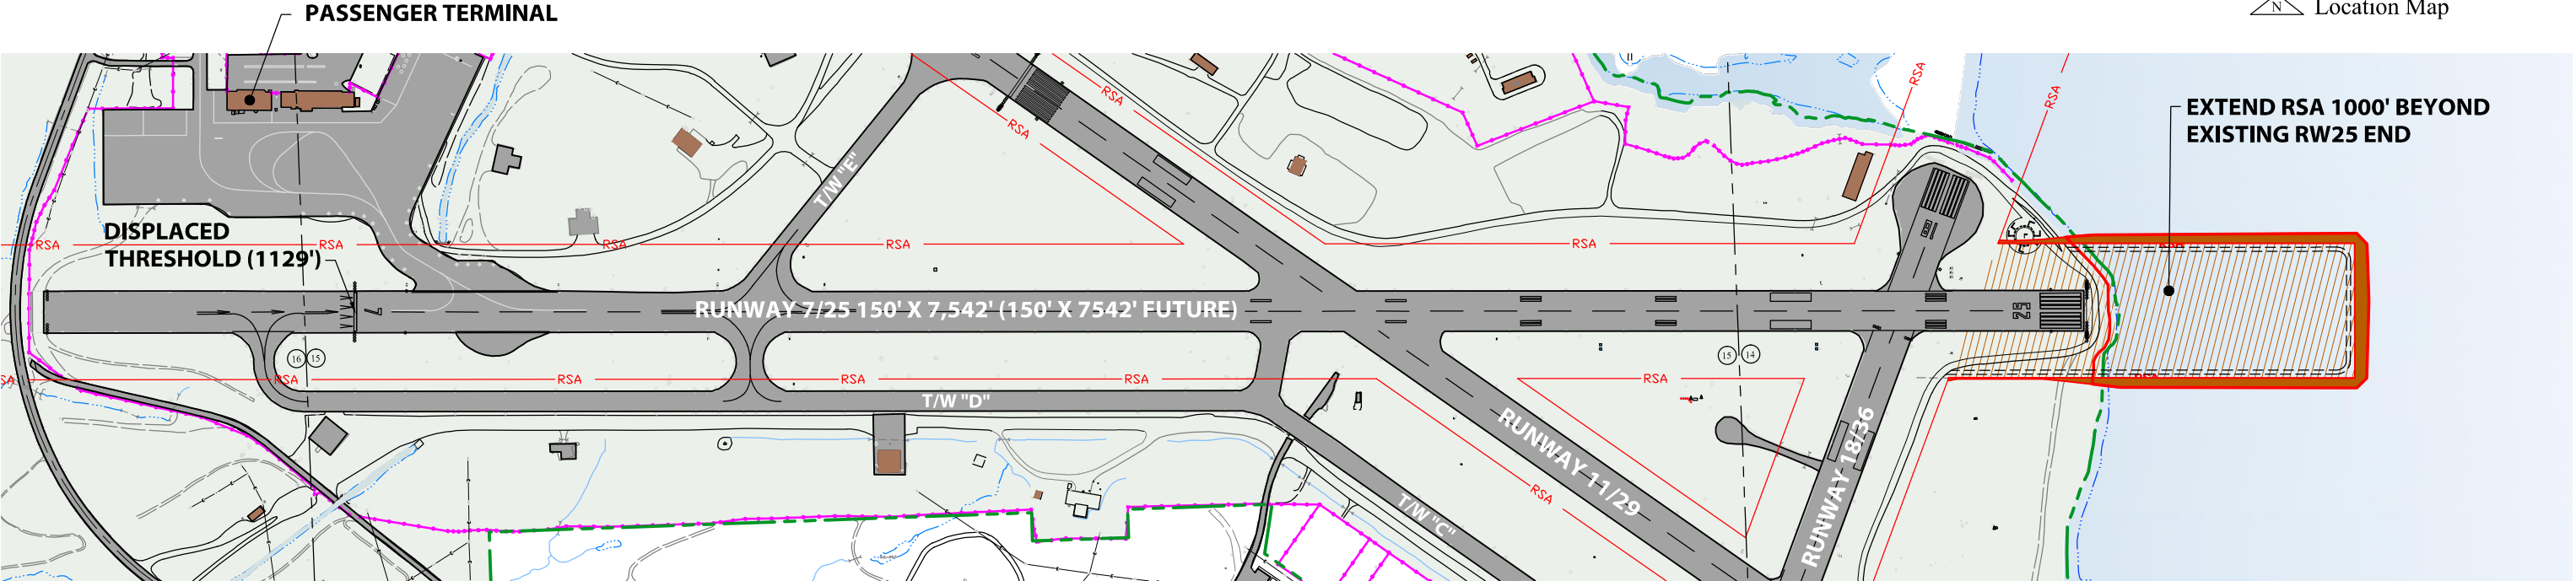 PASSENGER TERMINAL
N Location Map
EXTEND RSA 1000' BEYOND
EXISTING RW25 END
RSA
RSA
RSA
RSA
T/W "E"
DISPLACED
THRESHOLD (1129')
RSA
RSA
RSA
RSA
RSA
7
RUNWAY 7/25 150' X 7,542' (150' X 7542' FUTURE)
25
16 15
15 14
RSA
RSA
RSA
RSA
RSA
T/W "D"
RSA
RSA
RUNWAY 11/29
RUNWAY 18/36
T/W "C"